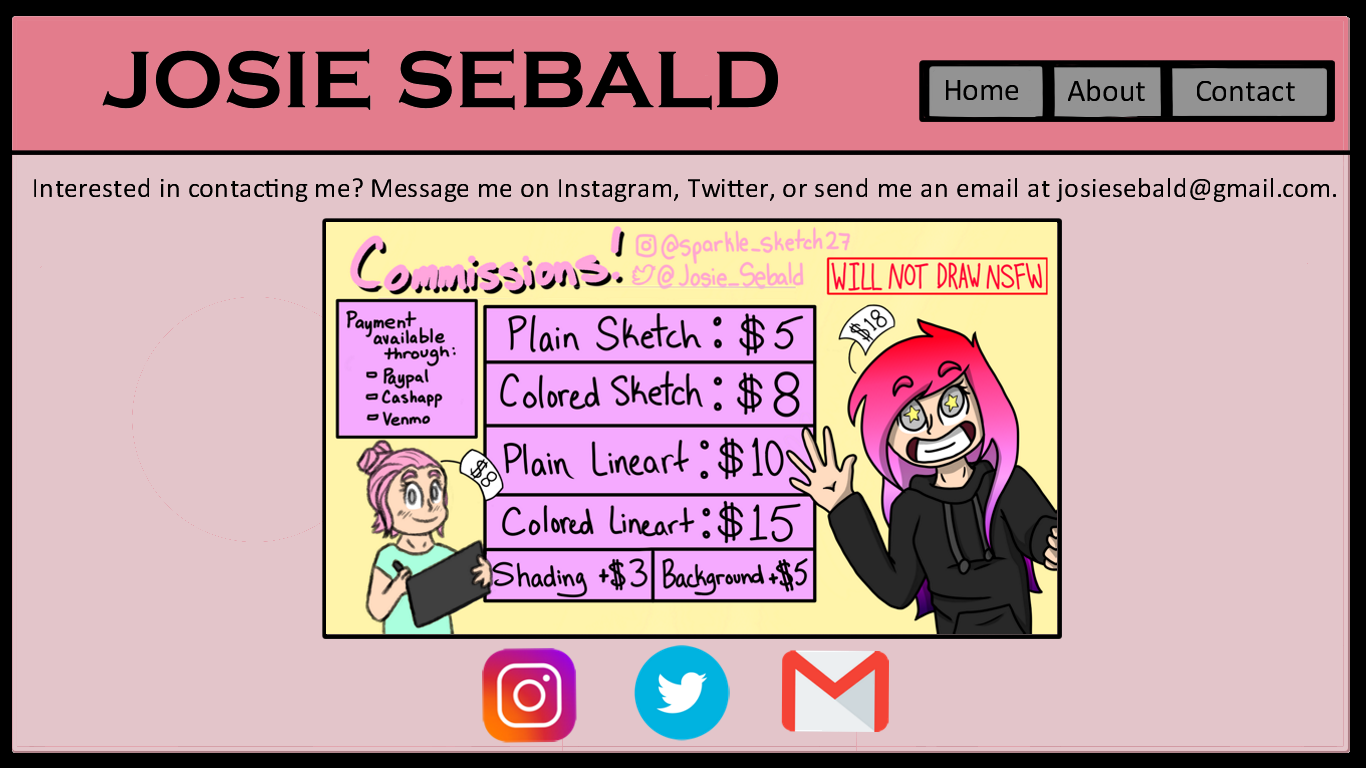 JOSIE SEBALD
Home
About
Contact
Interested in contacting me? Message me on Instagram, Twitter, or send me an email at josiesebald@gmail.com.
Commissions!
@sparkle_sketch27
@Josie_Sebald
WILL NOT DRAW NSFW
Payment
available
through:
- Paypal
- Cashapp
- Venmo
Plain Sketch: $5
Colored Sketch: $8
Plain Lineart: $10
Colored Lineart: $15
Shading +$3
Background +$5
$8
$18